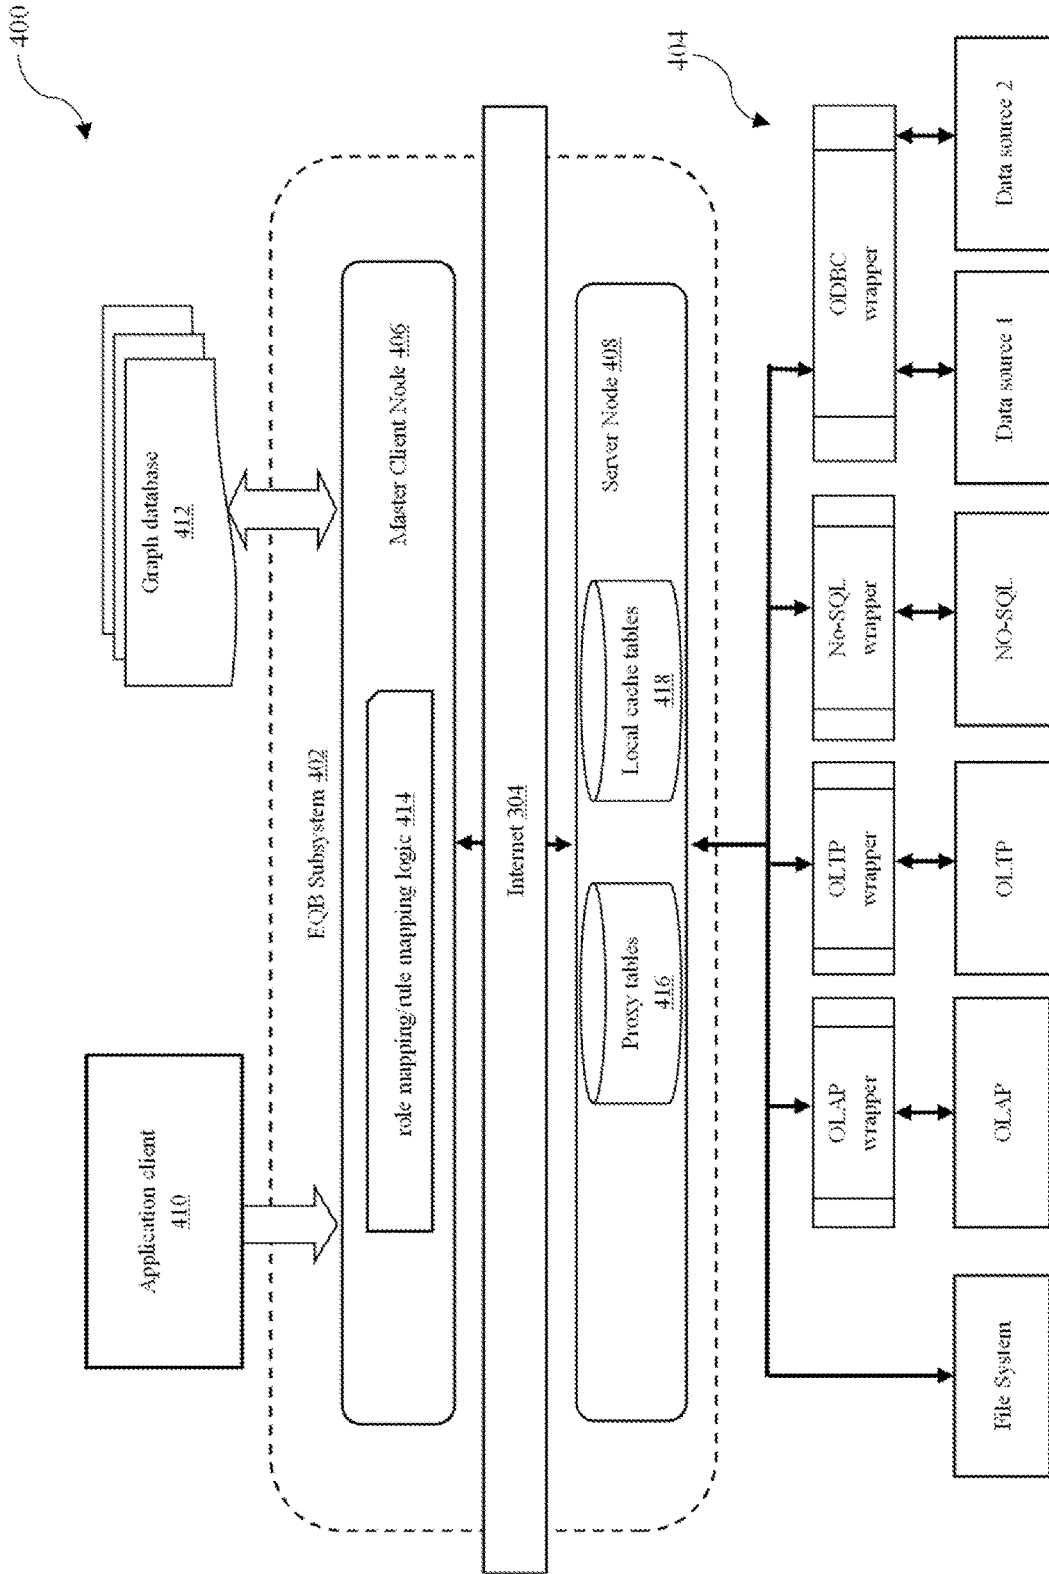 400
Application client
410
Graph database
412
EQB Subsystem 402
Master Client Node 406
role mapping/rule mapping logic 414
Internet 304
Server Node 408
Proxy tables
416
Local cache tables
418
404
OLAP
wrapper
OLTP
wrapper
No-SQL
wrapper
ODBC
wrapper
File System
OLAP
OLTP
NO-SQL
Data source 1
Data source 2